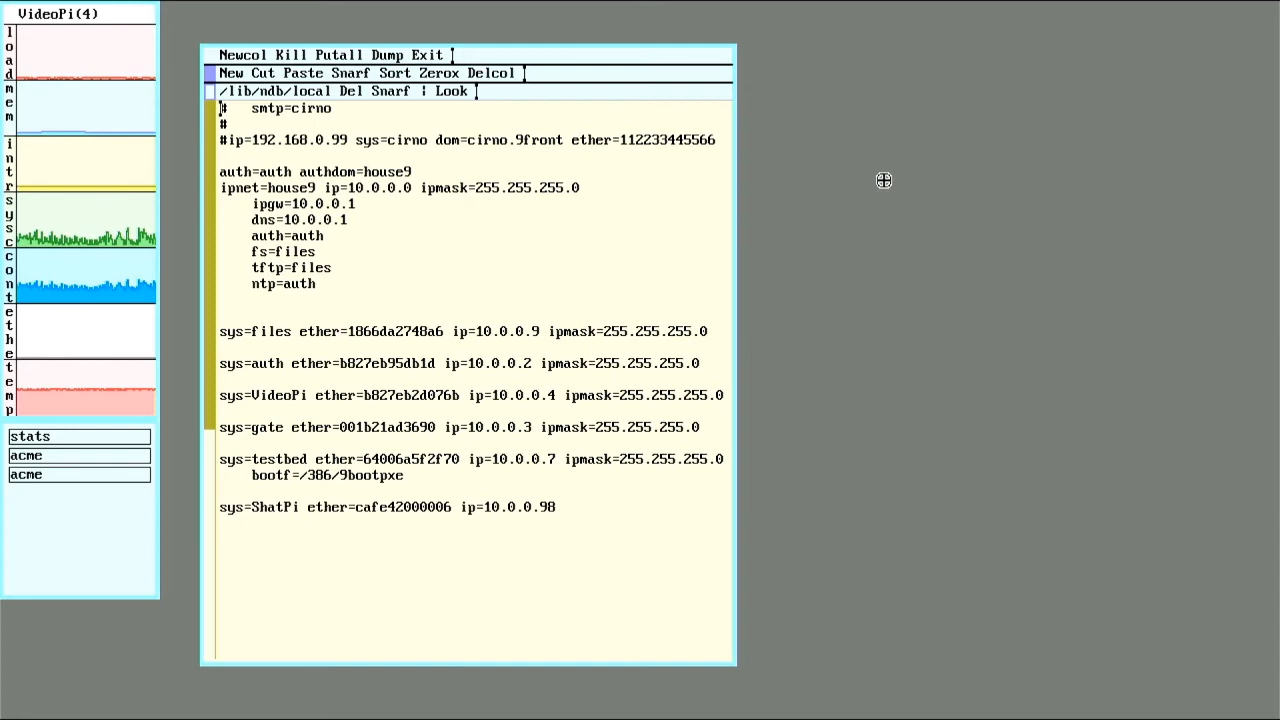 VideoPi(4)
load
mem
intr
sysc
cont
ethe
temp
stats
acme
acme
Newcol Kill Putall Dump Exit
New Cut Paste Snarf Sort Zerox Delcol
/lib/ndb/local Del Snarf | Look
#   smtp=cirno
#
#ip=192.168.0.99 sys=cirno dom=cirno.9front ether=112233445566
auth=auth authdom=house9
ipnet=house9 ip=10.0.0.0 ipmask=255.255.255.0
    ipgw=10.0.0.1
    dns=10.0.0.1
    auth=auth
    fs=files
    tftp=files
    ntp=auth
sys=files ether=1866da2748a6 ip=10.0.0.9 ipmask=255.255.255.0
sys=auth ether=b827eb95db1d ip=10.0.0.2 ipmask=255.255.255.0
sys=VideoPi ether=b827eb2d076b ip=10.0.0.4 ipmask=255.255.255.0
sys=gate ether=001b21ad3690 ip=10.0.0.3 ipmask=255.255.255.0
sys=testbed ether=64006a5f2f70 ip=10.0.0.7 ipmask=255.255.255.0
    bootf=/386/9bootpxe
sys=ShatPi ether=cafe42000006 ip=10.0.0.98